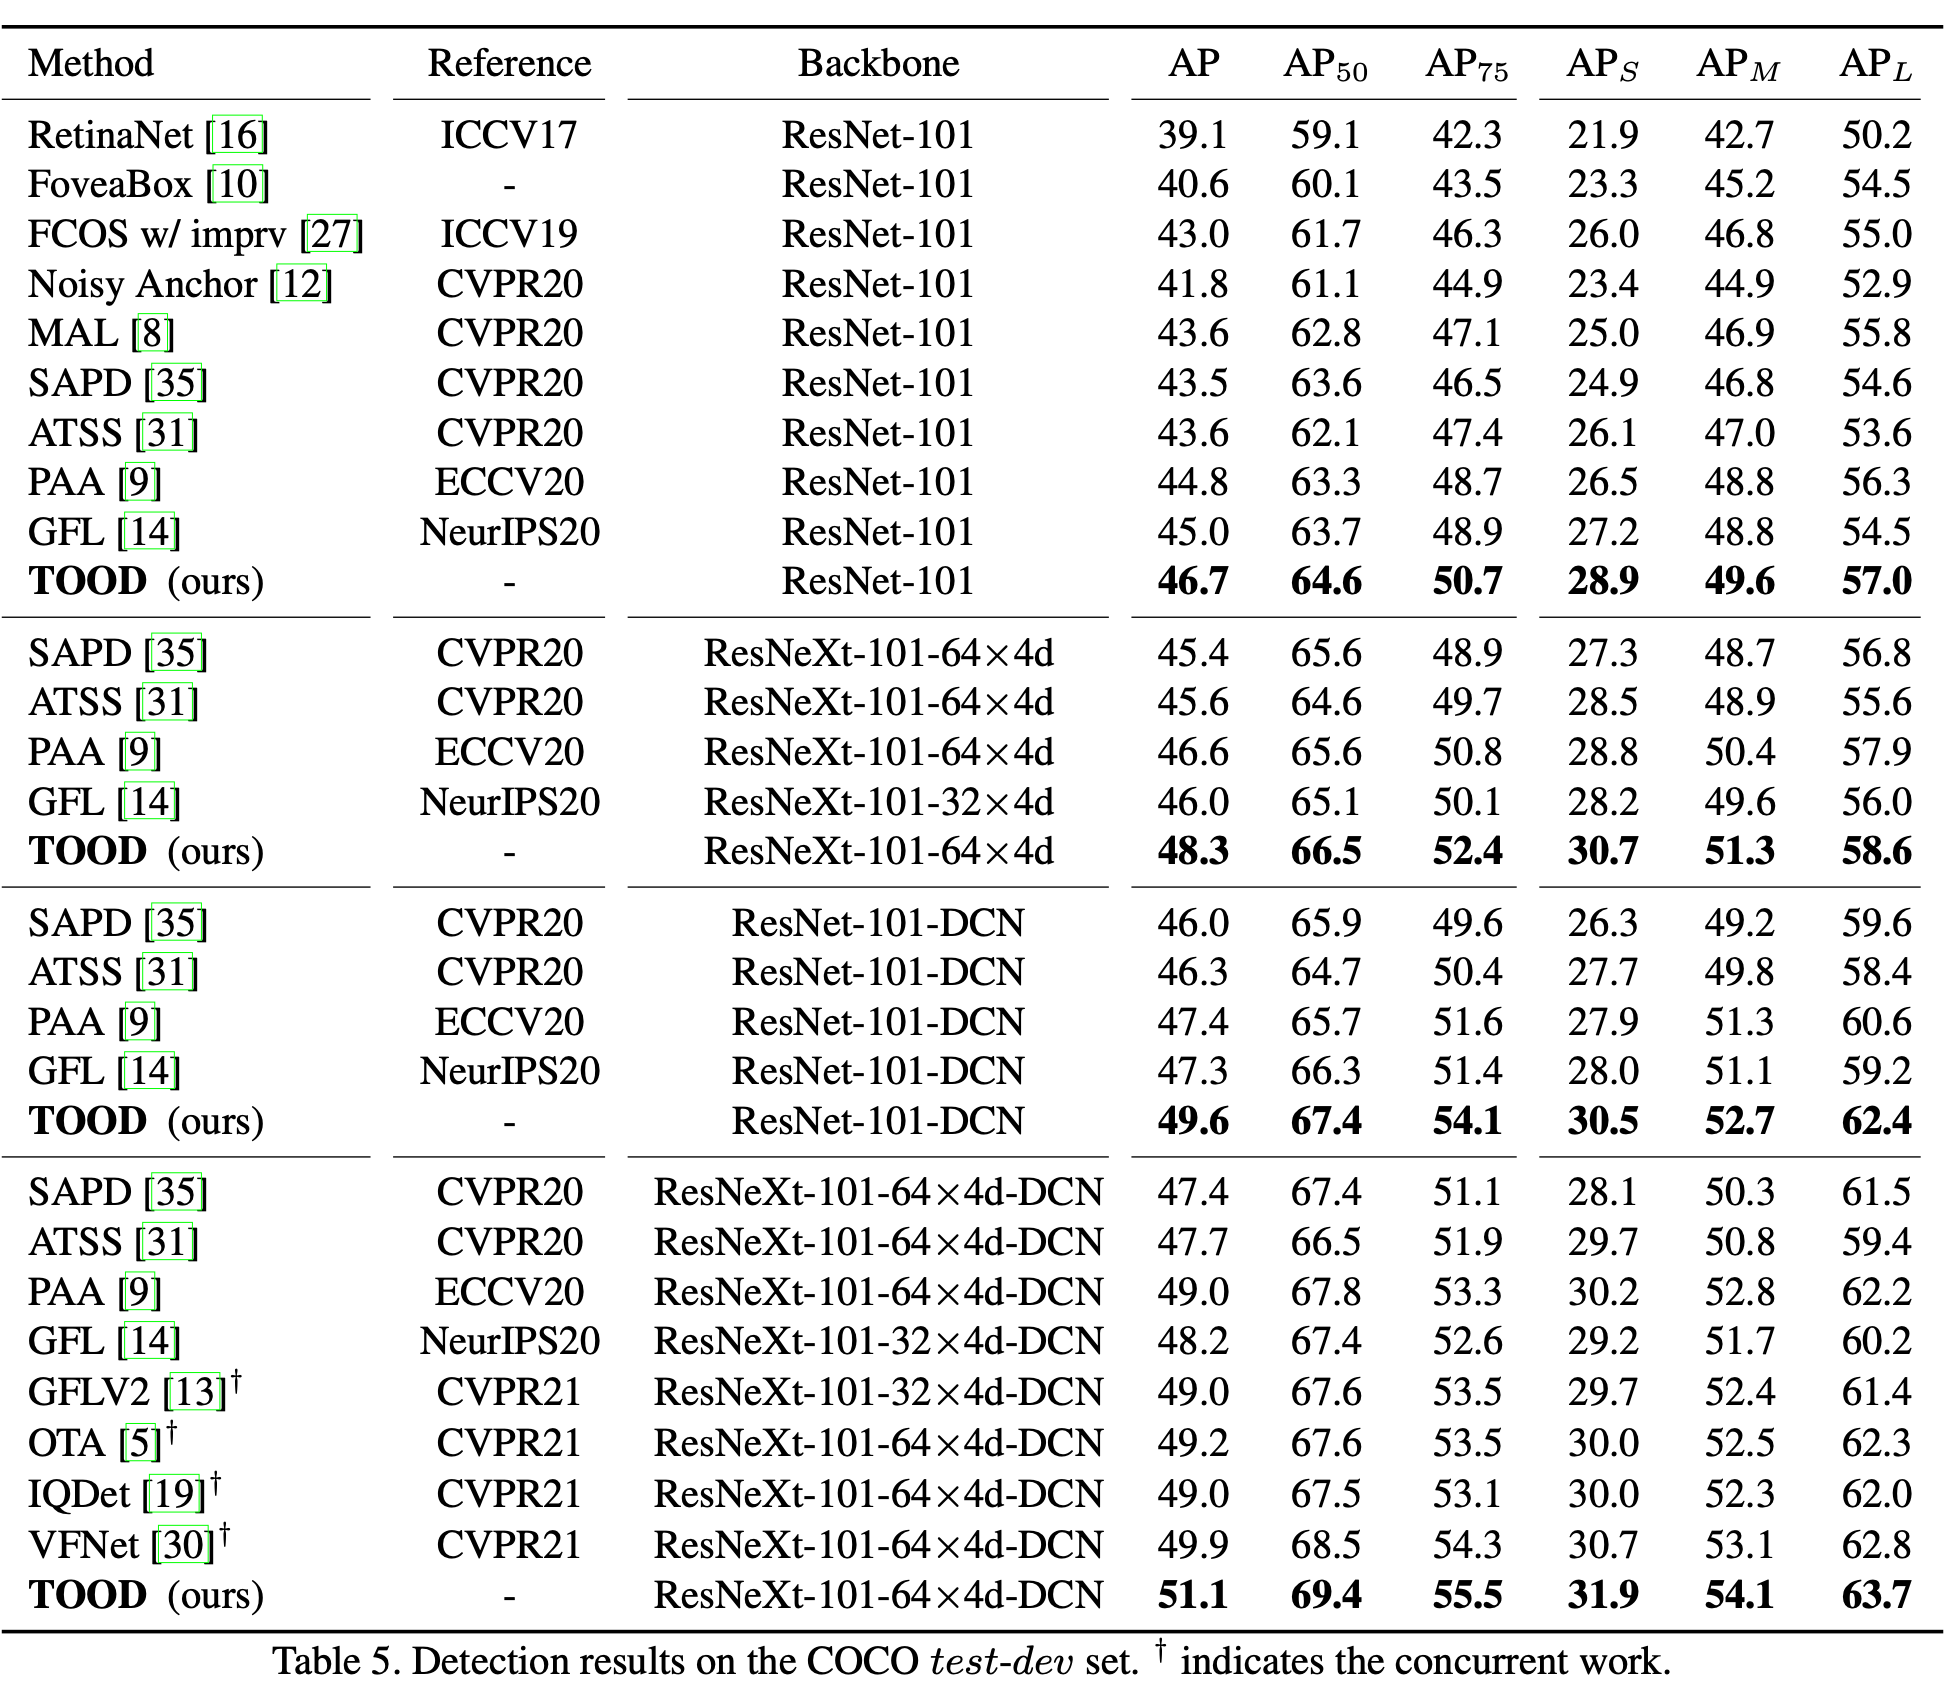 Method Reference Backbone AP AP50 AP75 APS APM APL
RetinaNet [16] ICCV17 ResNet-101 39.1 59.1 42.3 21.9 42.7 50.2
FoveaBox [10] - ResNet-101 40.6 60.1 43.5 23.3 45.2 54.5
FCOS w/ imprv [27] ICCV19 ResNet-101 43.0 61.7 46.3 26.0 46.8 55.0
Noisy Anchor [12] CVPR20 ResNet-101 41.8 61.1 44.9 23.4 44.9 52.9
MAL [8] CVPR20 ResNet-101 43.6 62.8 47.1 25.0 46.9 55.8
SAPD [35] CVPR20 ResNet-101 43.5 63.6 46.5 24.9 46.8 54.6
ATSS [31] CVPR20 ResNet-101 43.6 62.1 47.4 26.1 47.0 53.6
PAA [9] ECCV20 ResNet-101 44.8 63.3 48.7 26.5 48.8 56.3
GFL [14] NeurIPS20 ResNet-101 45.0 63.7 48.9 27.2 48.8 54.5
TOOD (ours) - ResNet-101 46.7 64.6 50.7 28.9 49.6 57.0
SAPD [35] CVPR20 ResNeXt-101-64×4d 45.4 65.6 48.9 27.3 48.7 56.8
ATSS [31] CVPR20 ResNeXt-101-64×4d 45.6 64.6 49.7 28.5 48.9 55.6
PAA [9] ECCV20 ResNeXt-101-64×4d 46.6 65.6 50.8 28.8 50.4 57.9
GFL [14] NeurIPS20 ResNeXt-101-32×4d 46.0 65.1 50.1 28.2 49.6 56.0
TOOD (ours) - ResNeXt-101-64×4d 48.3 66.5 52.4 30.7 51.3 58.6
SAPD [35] CVPR20 ResNet-101-DCN 46.0 65.9 49.6 26.3 49.2 59.6
ATSS [31] CVPR20 ResNet-101-DCN 46.3 64.7 50.4 27.7 49.8 58.4
PAA [9] ECCV20 ResNet-101-DCN 47.4 65.7 51.6 27.9 51.3 60.6
GFL [14] NeurIPS20 ResNet-101-DCN 47.3 66.3 51.4 28.0 51.1 59.2
TOOD (ours) - ResNet-101-DCN 49.6 67.4 54.1 30.5 52.7 62.4
SAPD [35] CVPR20 ResNeXt-101-64×4d-DCN 47.4 67.4 51.1 28.1 50.3 61.5
ATSS [31] CVPR20 ResNeXt-101-64×4d-DCN 47.7 66.5 51.9 29.7 50.8 59.4
PAA [9] ECCV20 ResNeXt-101-64×4d-DCN 49.0 67.8 53.3 30.2 52.8 62.2
GFL [14] NeurIPS20 ResNeXt-101-32×4d-DCN 48.2 67.4 52.6 29.2 51.7 60.2
GFLV2 [13]† CVPR21 ResNeXt-101-32×4d-DCN 49.0 67.6 53.5 29.7 52.4 61.4
OTA [5]† CVPR21 ResNeXt-101-64×4d-DCN 49.2 67.6 53.5 30.0 52.5 62.3
IQDet [19]† CVPR21 ResNeXt-101-64×4d-DCN 49.0 67.5 53.1 30.0 52.3 62.0
VFNet [30]† CVPR21 ResNeXt-101-64×4d-DCN 49.9 68.5 54.3 30.7 53.1 62.8
TOOD (ours) - ResNeXt-101-64×4d-DCN 51.1 69.4 55.5 31.9 54.1 63.7
Table 5. Detection results on the COCO test-dev set. † indicates the concurrent work.